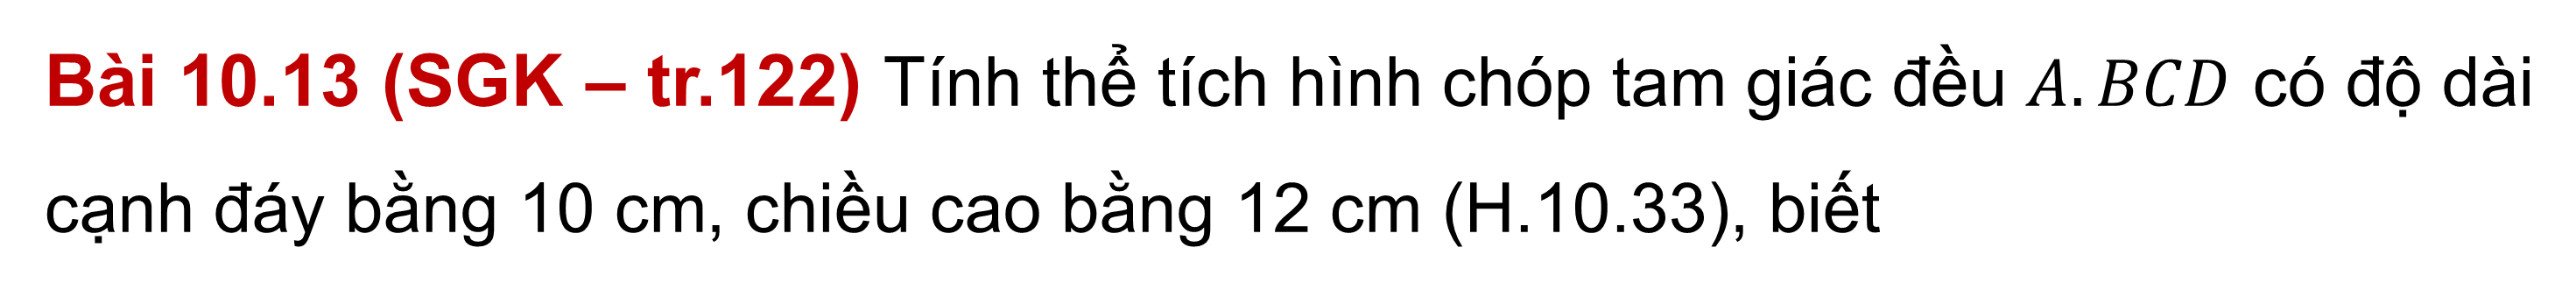 Bài 10.13 (SGK – tr.122) Tính thể tích hình chóp tam giác đều A.BCD có độ dài
cạnh đáy bằng 10 cm, chiều cao bằng 12 cm (H.10.33), biết